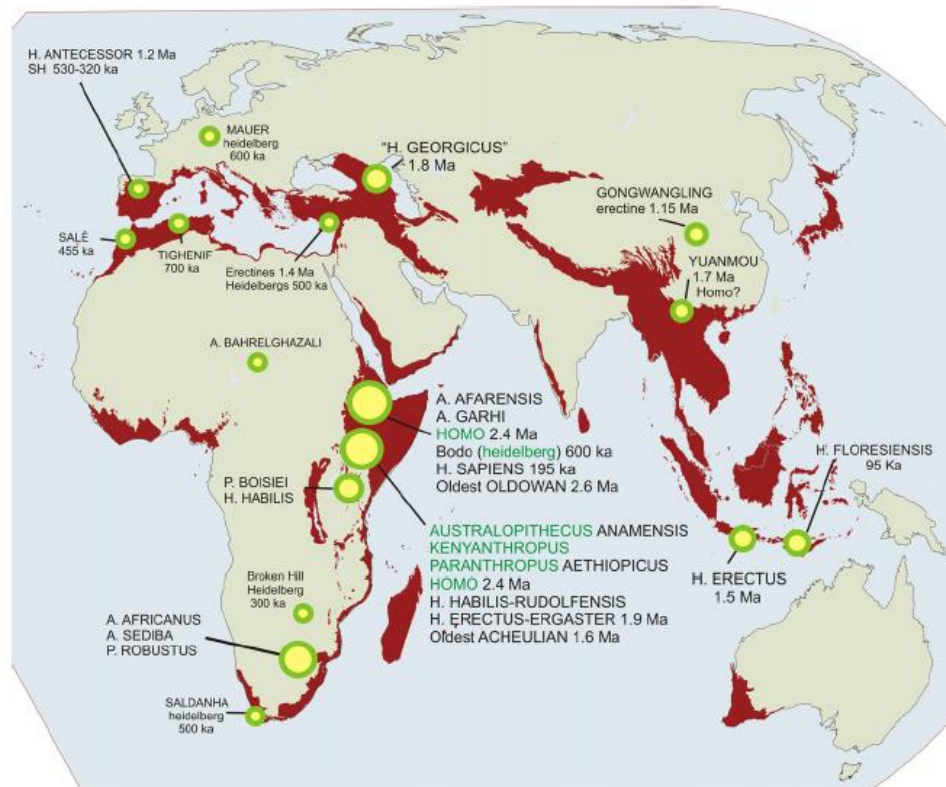 H. ANTECESSOR 1.2 Ma
SH 530-320 ka
MAUER
heidelberg
600 ka
"H. GEORGICUS"
1.8 Ma
GONGWANGLING
erectine 1.15 Ma
SALÉ
455 ka
TIGHENIF
700 ka
Erectines 1.4 Ma
Heidelbergs 500 ka
YUANMOU
1.7 Ma
Homo?
A. BAHRELGHAZALI
A. AFARENSIS
A. GARHI
HOMO 2.4 Ma
Bodo (heidelberg) 600 ka
H. SAPIENS 195 ka
Oldest OLDOWAN 2.6 Ma
H. FLORESIENSIS
95 Ka
P. BOISIEI
H. HABILIS
AUSTRALOPITHECUS ANAMENSIS
KENYANTHROPUS
PARANTHROPUS AETHIOPICUS
HOMO 2.4 Ma
H. HABILIS-RUDOLFENSIS
H. ERECTUS-ERGASTER 1.9 Ma
Oldest ACHEULIAN 1.6 Ma
H. ERECTUS
1.5 Ma
Broken Hill
Heidelberg
300 ka
A. AFRICANUS
A. SEDIBA
P. ROBUSTUS
SALDANHA
heidelberg
500 ka